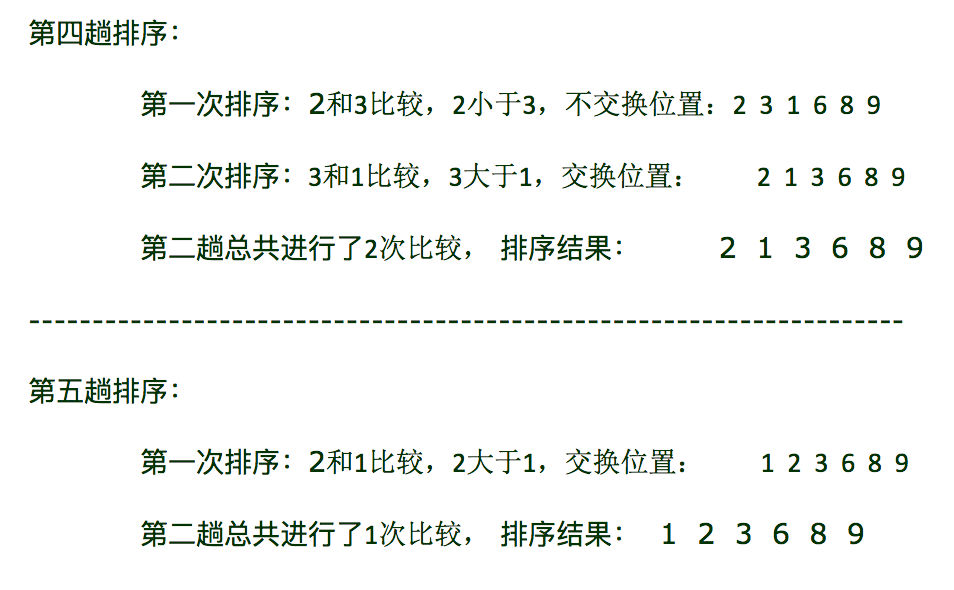 第四趟排序：
第一次排序：2和3比较，2小于3，不交换位置：2 3 1 6 8 9
第二次排序：3和1比较，3大于1，交换位置： 2 1 3 6 8 9
第二趟总共进行了2次比较， 排序结果： 2 1 3 6 8 9
---------------------------------------------------------------------
第五趟排序：
第一次排序：2和1比较，2大于1，交换位置： 1 2 3 6 8 9
第二趟总共进行了1次比较， 排序结果： 1 2 3 6 8 9